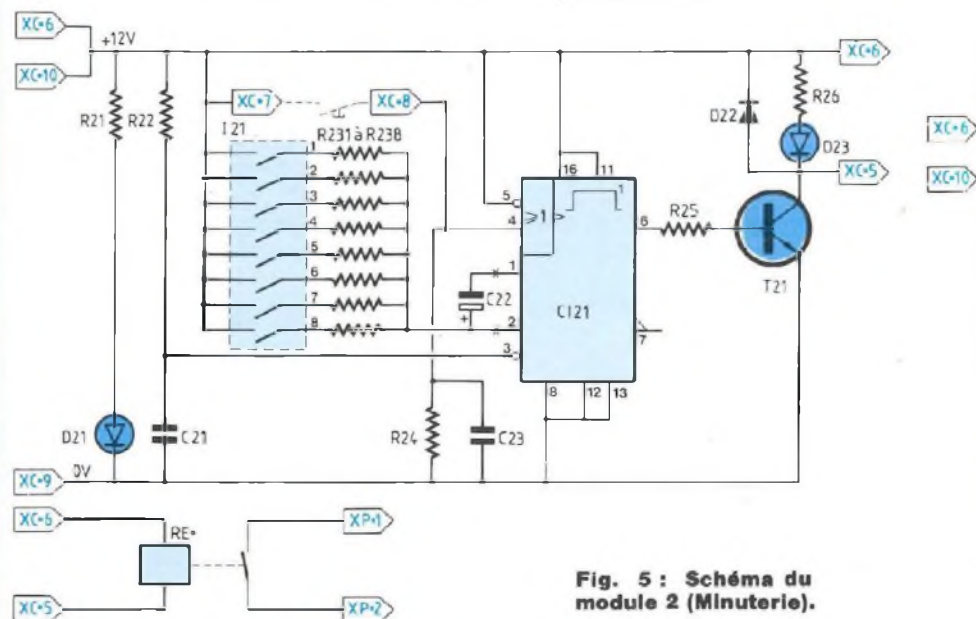 XC•6
+12V
XC•6
XC•10
XC•7
XC•8
R26
R21
R22
I21
R231 à R238
D22
D23
XC•6
1
2
3
4
5
6
7
8
16
11
5
4
≥1
1
6
R25
XC•5
XC•10
1
C22
+
CI21
T21
2
7
3
8
12
13
D21
C21
R24
C23
XC•9
0V
XC•6
XP•1
RE•
XC•5
XP•2
Fig. 5 : Schéma du
module 2 (Minuterie).